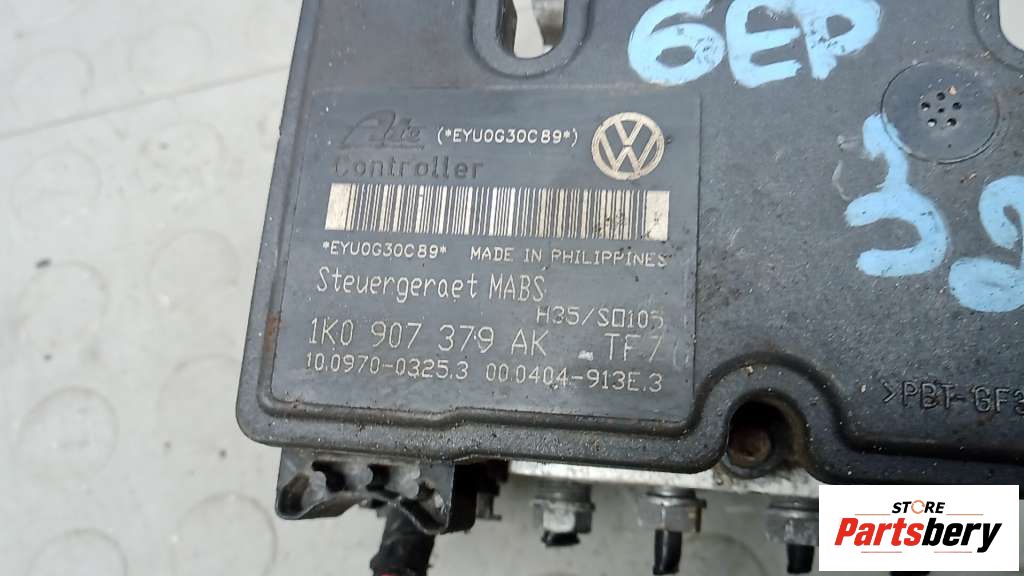 6EP
Ate (*EYU0G30C89*)
Controller
*EYU0G30C89* MADE IN PHILIPPINES
Steuergeraet MABS
H35/S0105
1K0 907 379 AK TF7
10.0970-0325.3 00.0404-913E.3
>PBT-GF3
STORE
Partsbery